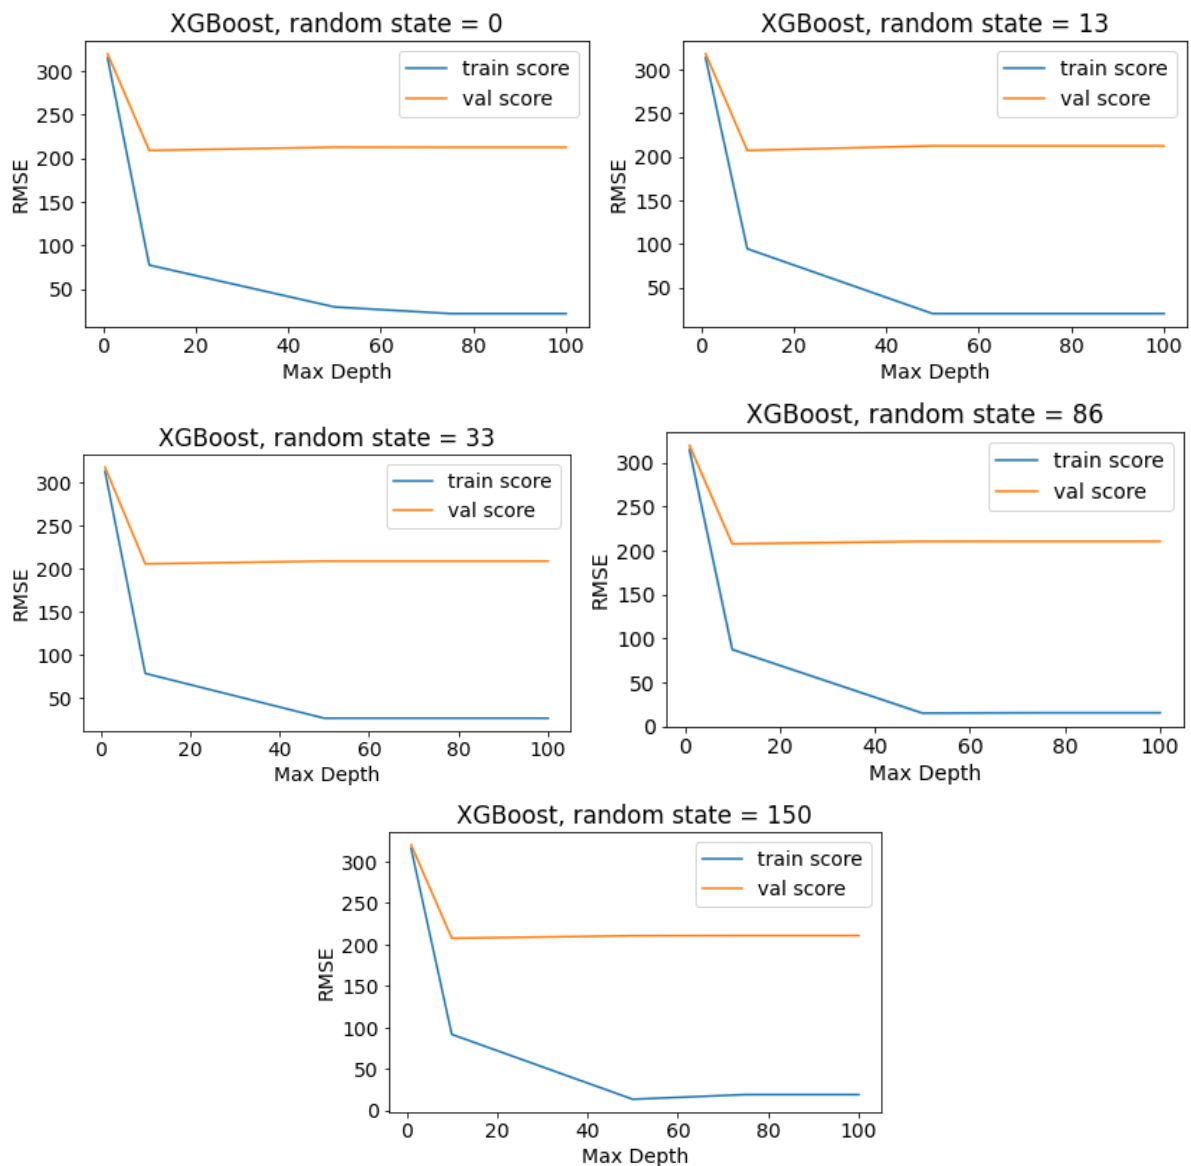 XGBoost, random state = 0
train score
val score
300
250
200
150
100
50
RMSE
0 20 40 60 80 100
Max Depth
XGBoost, random state = 13
train score
val score
300
250
200
150
100
50
RMSE
0 20 40 60 80 100
Max Depth
XGBoost, random state = 33
train score
val score
300
250
200
150
100
50
RMSE
0 20 40 60 80 100
Max Depth
XGBoost, random state = 86
train score
val score
300
250
200
150
100
50
0
RMSE
0 20 40 60 80 100
Max Depth
XGBoost, random state = 150
train score
val score
300
250
200
150
100
50
0
RMSE
0 20 40 60 80 100
Max Depth